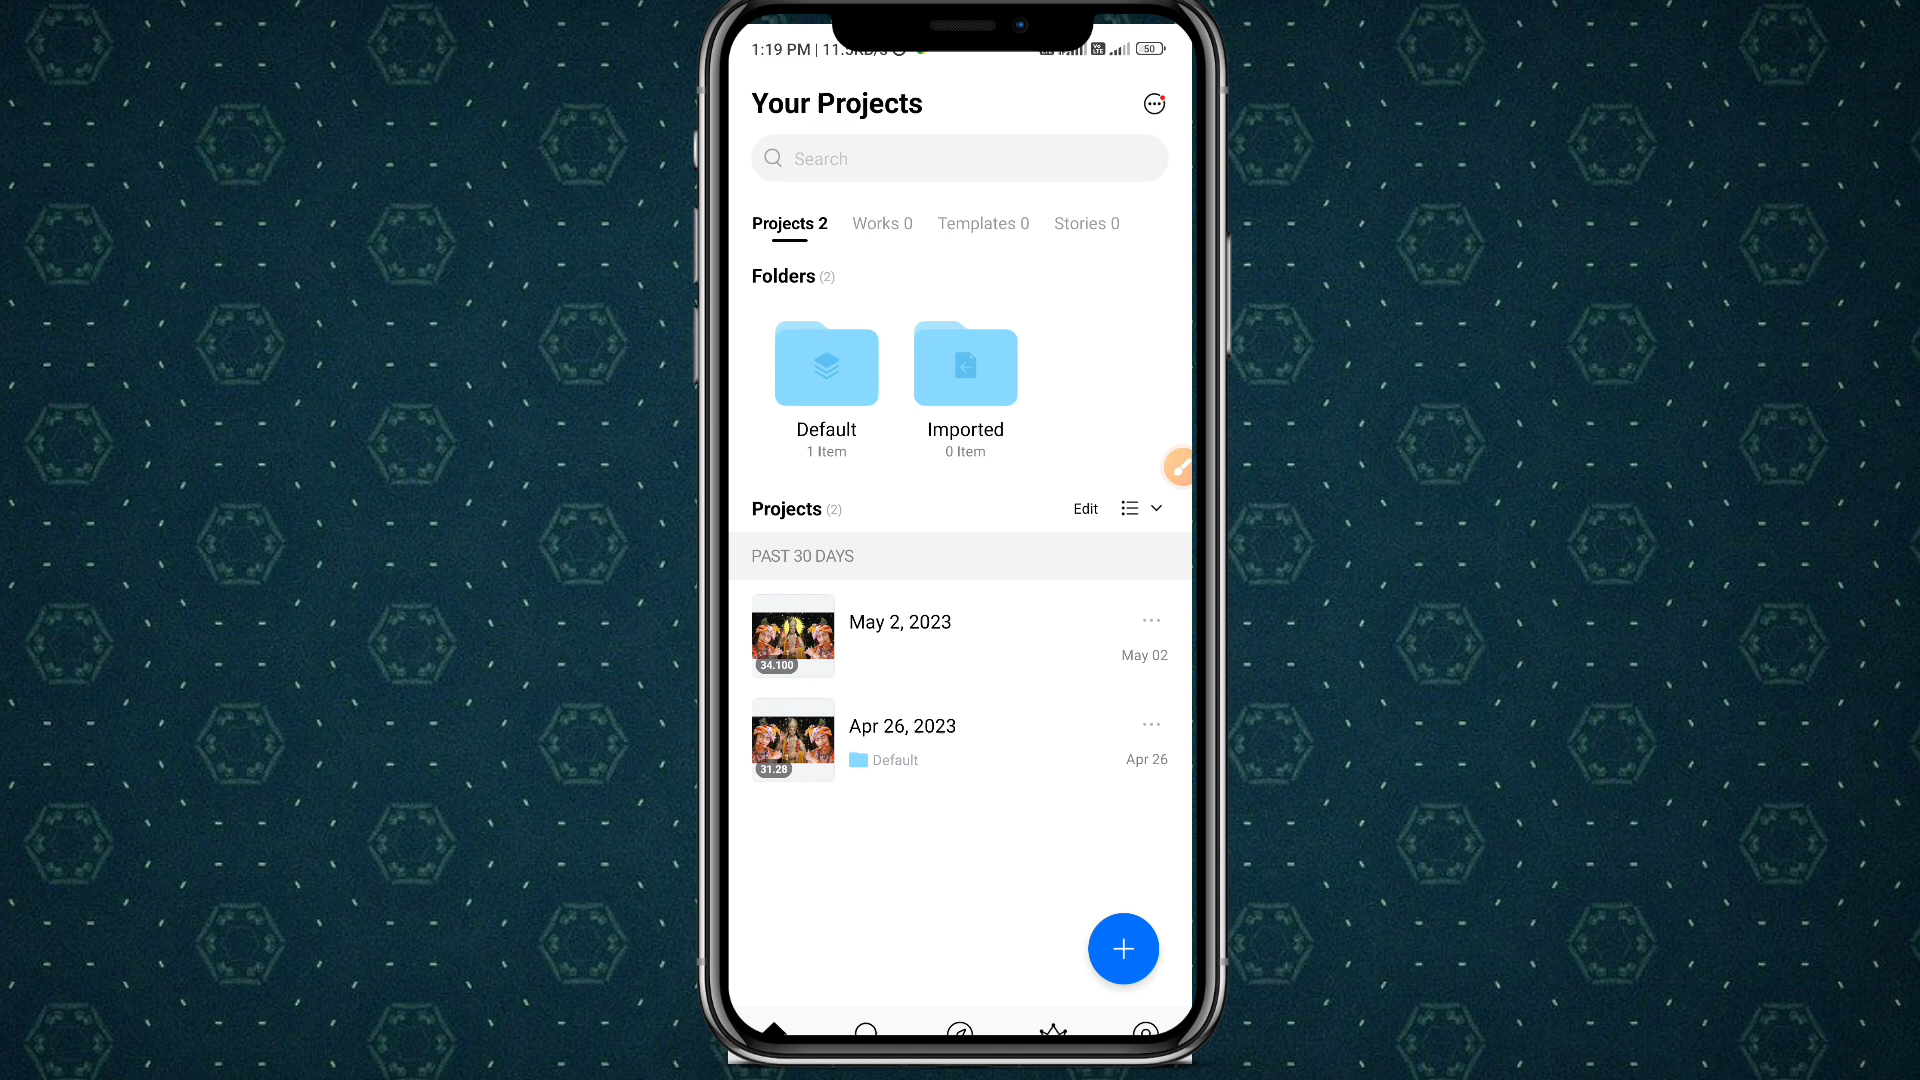 1:19 PM | 11.5KB/s
50
Your Projects
Search
Projects 2 Works 0 Templates 0 Stories 0
Folders (2)
Default Imported
1 Item 0 Item
Projects (2) Edit
PAST 30 DAYS
34.100
May 2, 2023
May 02
31.28
Apr 26, 2023
Default Apr 26